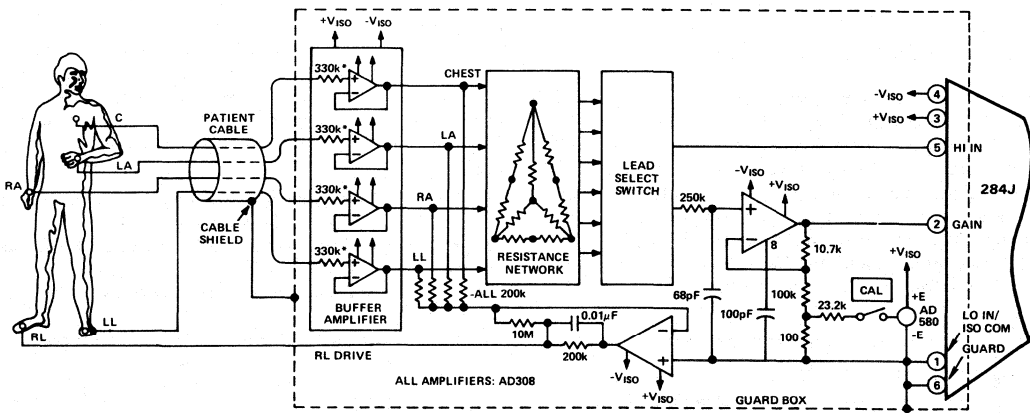 +VISO
-VISO
330k*
CHEST
330k*
LA
330k*
RA
330k*
LL
BUFFER
AMPLIFIER
PATIENT
CABLE
CABLE
SHIELD
C
LA
RA
LL
RL
RESISTANCE
NETWORK
LEAD
SELECT
SWITCH
-ALL 200k
250k
-VISO
+VISO
+
-
8
10.7k
68pF
100pF
100k
100
23.2k
CAL
+VISO
+E
AD
580
-E
-VISO
4
+VISO
3
5
HI IN
284J
2
GAIN
LO IN/
ISO COM
GUARD
1
6
0.01μF
10M
200k
-
+
-VISO
+VISO
RL DRIVE
ALL AMPLIFIERS: AD308
GUARD BOX